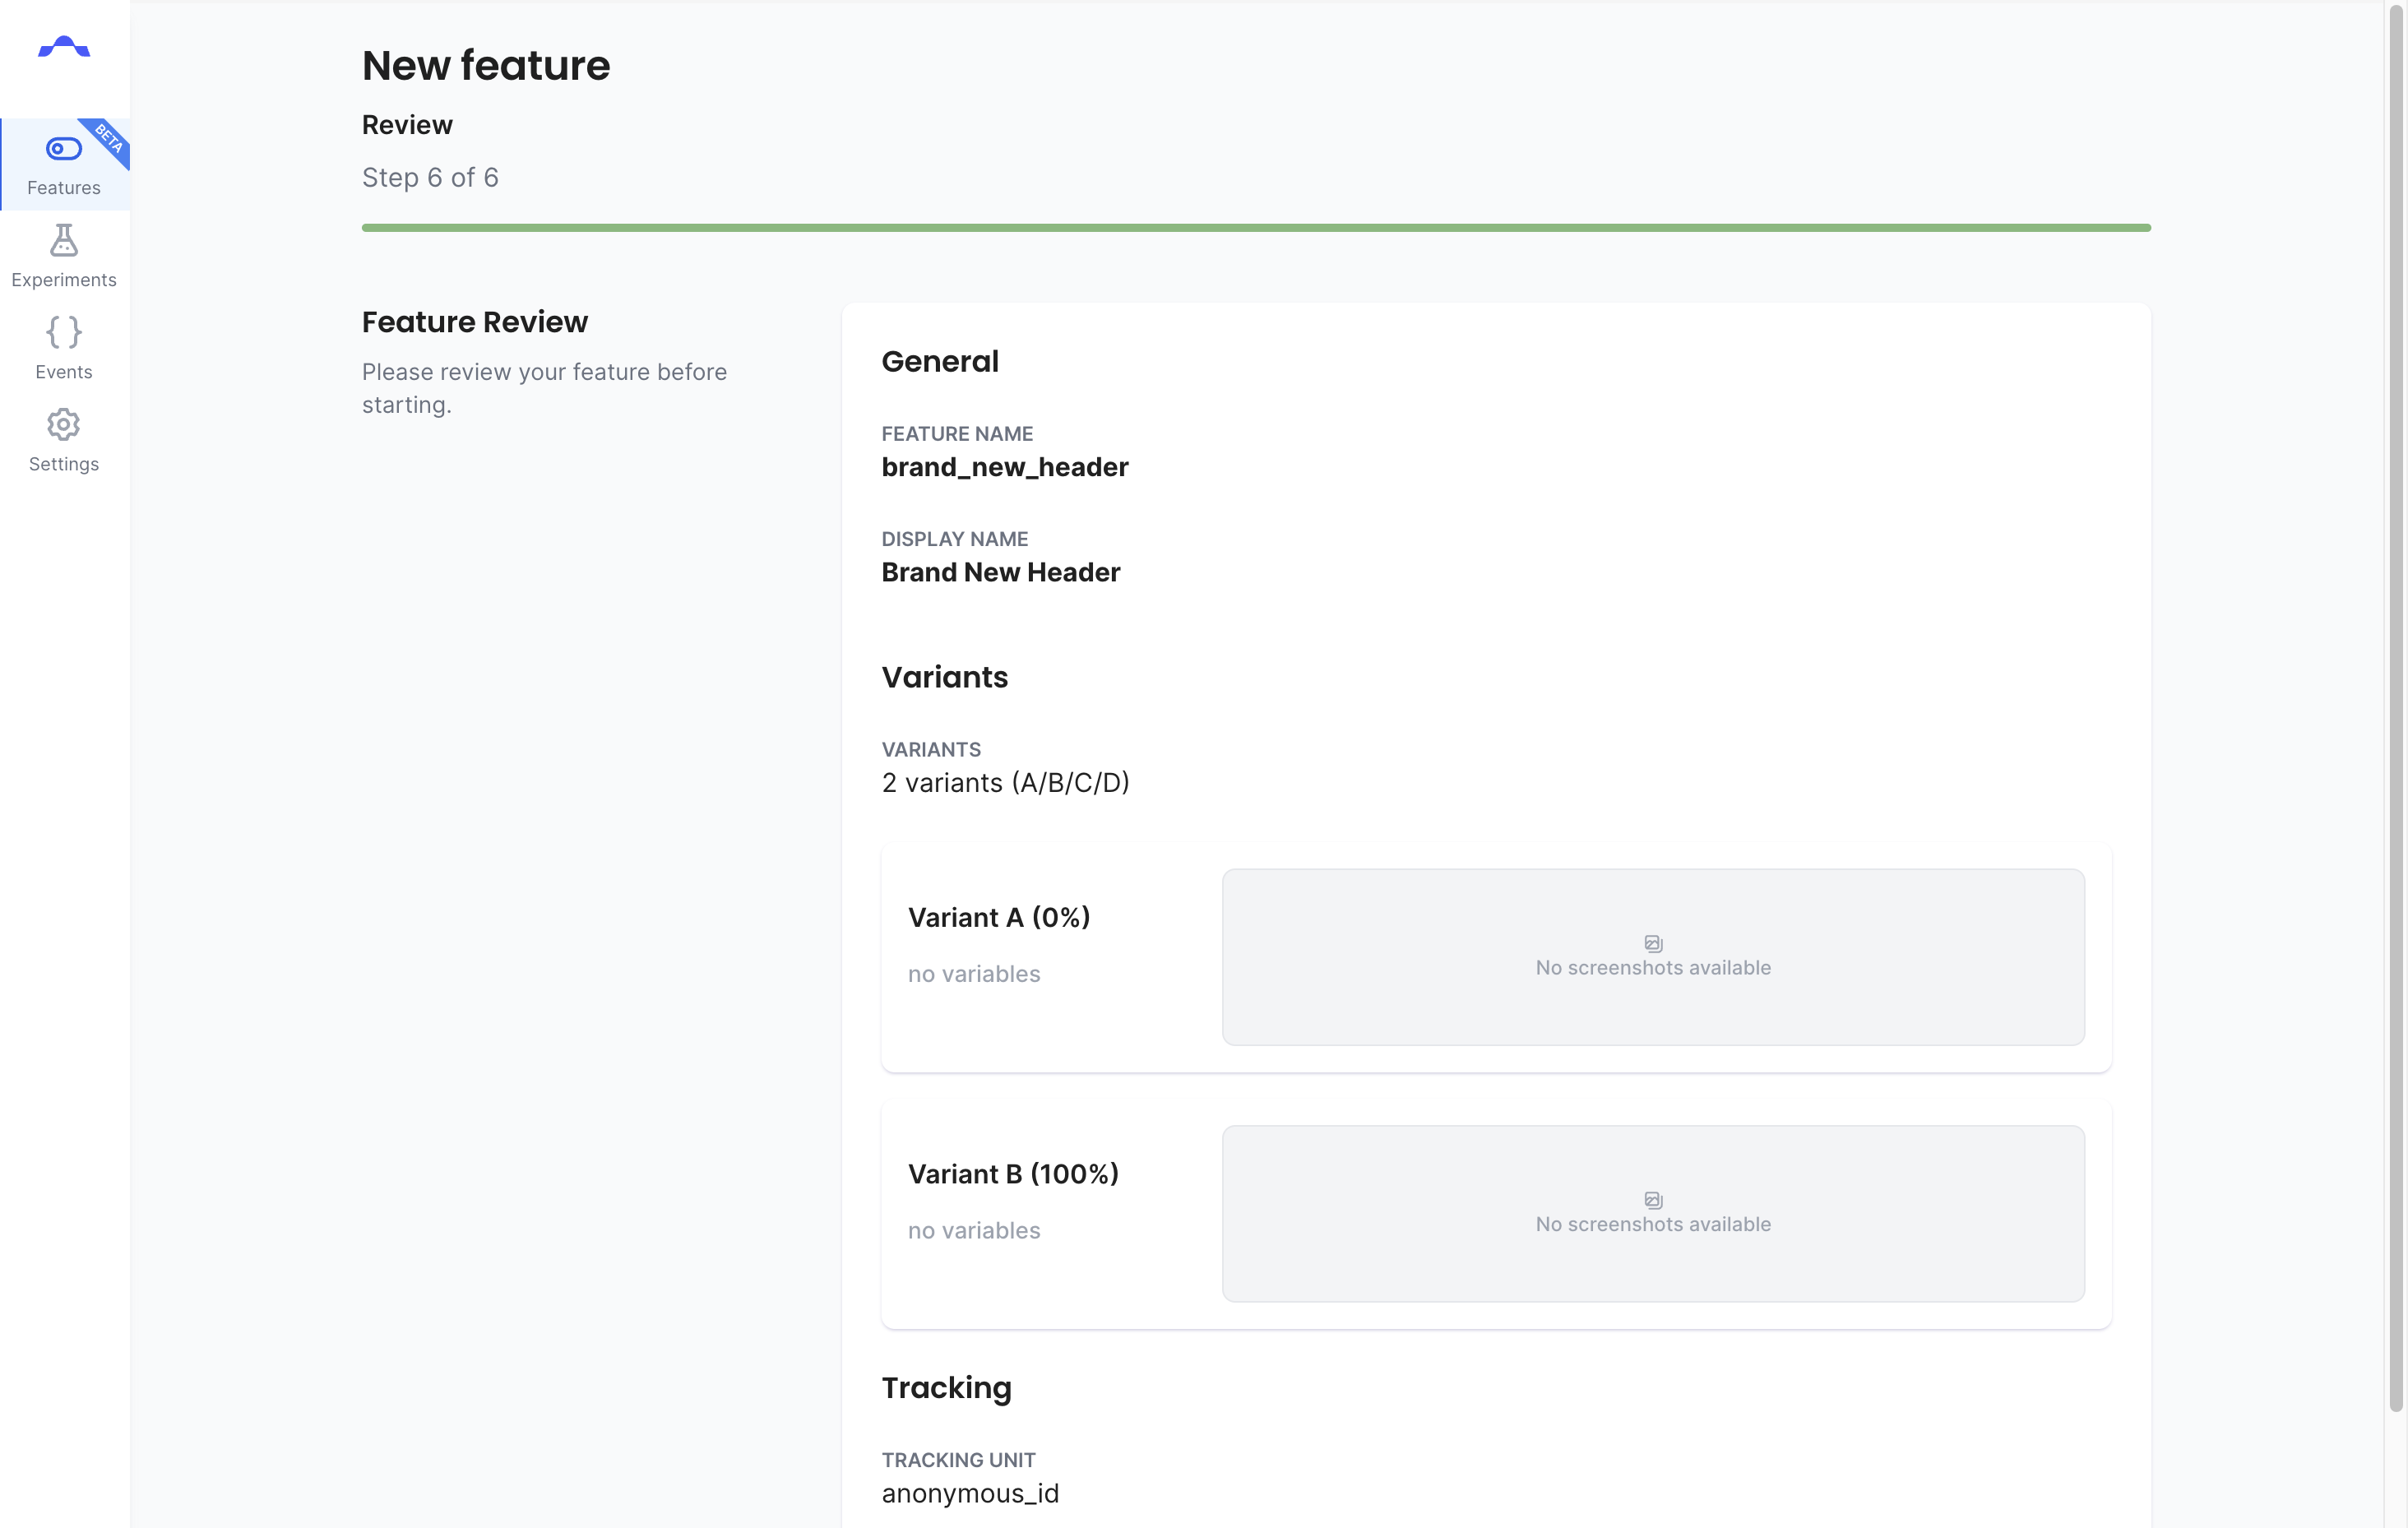 New feature
Review
Step 6 of 6
BETA
Features
Experiments
Events
Settings
Feature Review
Please review your feature before
starting.
General
FEATURE NAME
brand_new_header
DISPLAY NAME
Brand New Header
Variants
VARIANTS
2 variants (A/B/C/D)
Variant A (0%)
no variables
No screenshots available
Variant B (100%)
no variables
No screenshots available
Tracking
TRACKING UNIT
anonymous_id